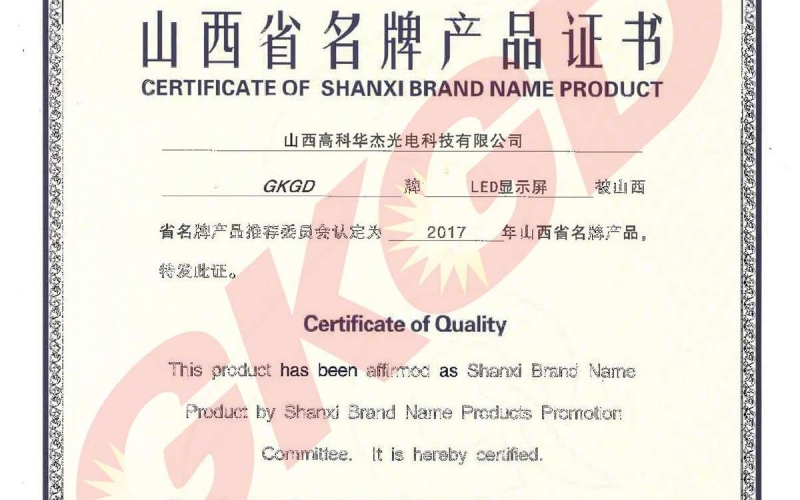 山西省名牌产品证书
CERTIFICATE OF SHANXI BRAND NAME PRODUCT
山西高科华杰光电科技有限公司
GKGD 牌 LED显示屏 被山西
省名牌产品推荐委员会认定为 2017 年山西省名牌产品，
特发此证。
Certificate of Quality
This product has been affirmed as Shanxi Brand Name
Product by Shanxi Brand Name Products Promotion
Committee. It is hereby certified.
GKGD